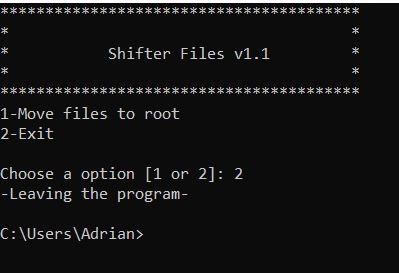 ****************************************
*                                      *
*           Shifter Files v1.1         *
*                                      *
****************************************
1-Move files to root
2-Exit
Choose a option [1 or 2]: 2
-Leaving the program-
C:\Users\Adrian>